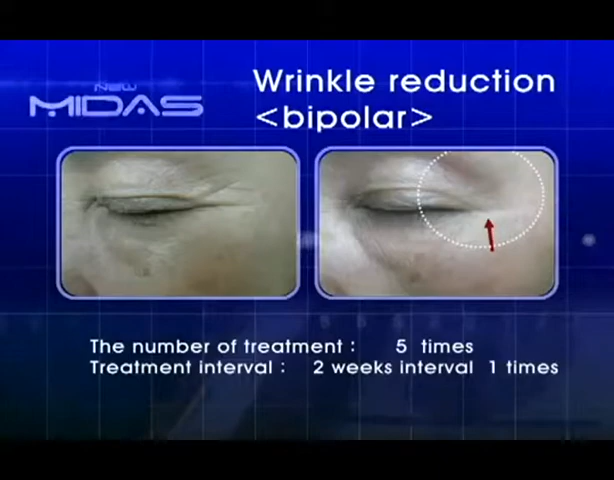 NEW
MIDAS
Wrinkle reduction
<bipolar>
The number of treatment : 5 times
Treatment interval : 2 weeks interval 1 times